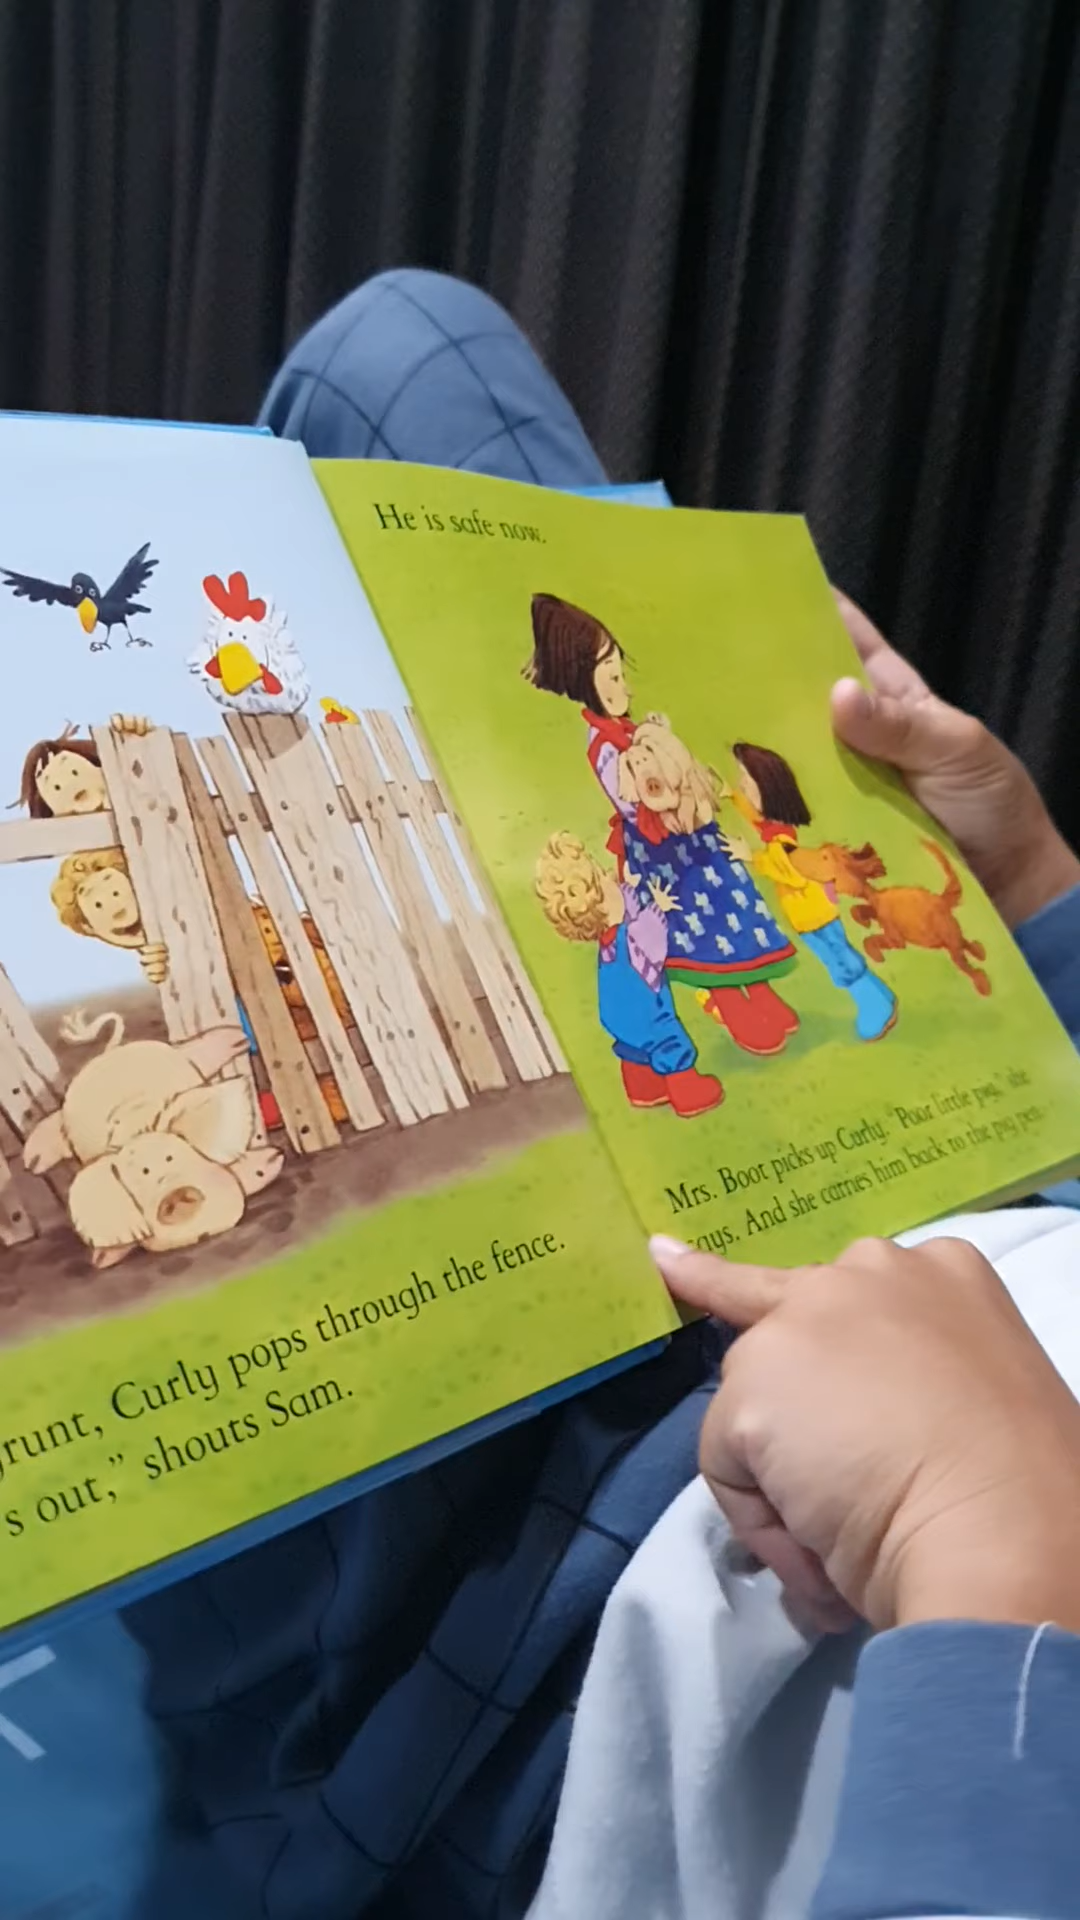 runt, Curly pops through the fence.
s out,” shouts Sam.
He is safe now.
Mrs. Boot picks up Curly. “Poor little pig,” she
says. And she carries him back to the pig pen.